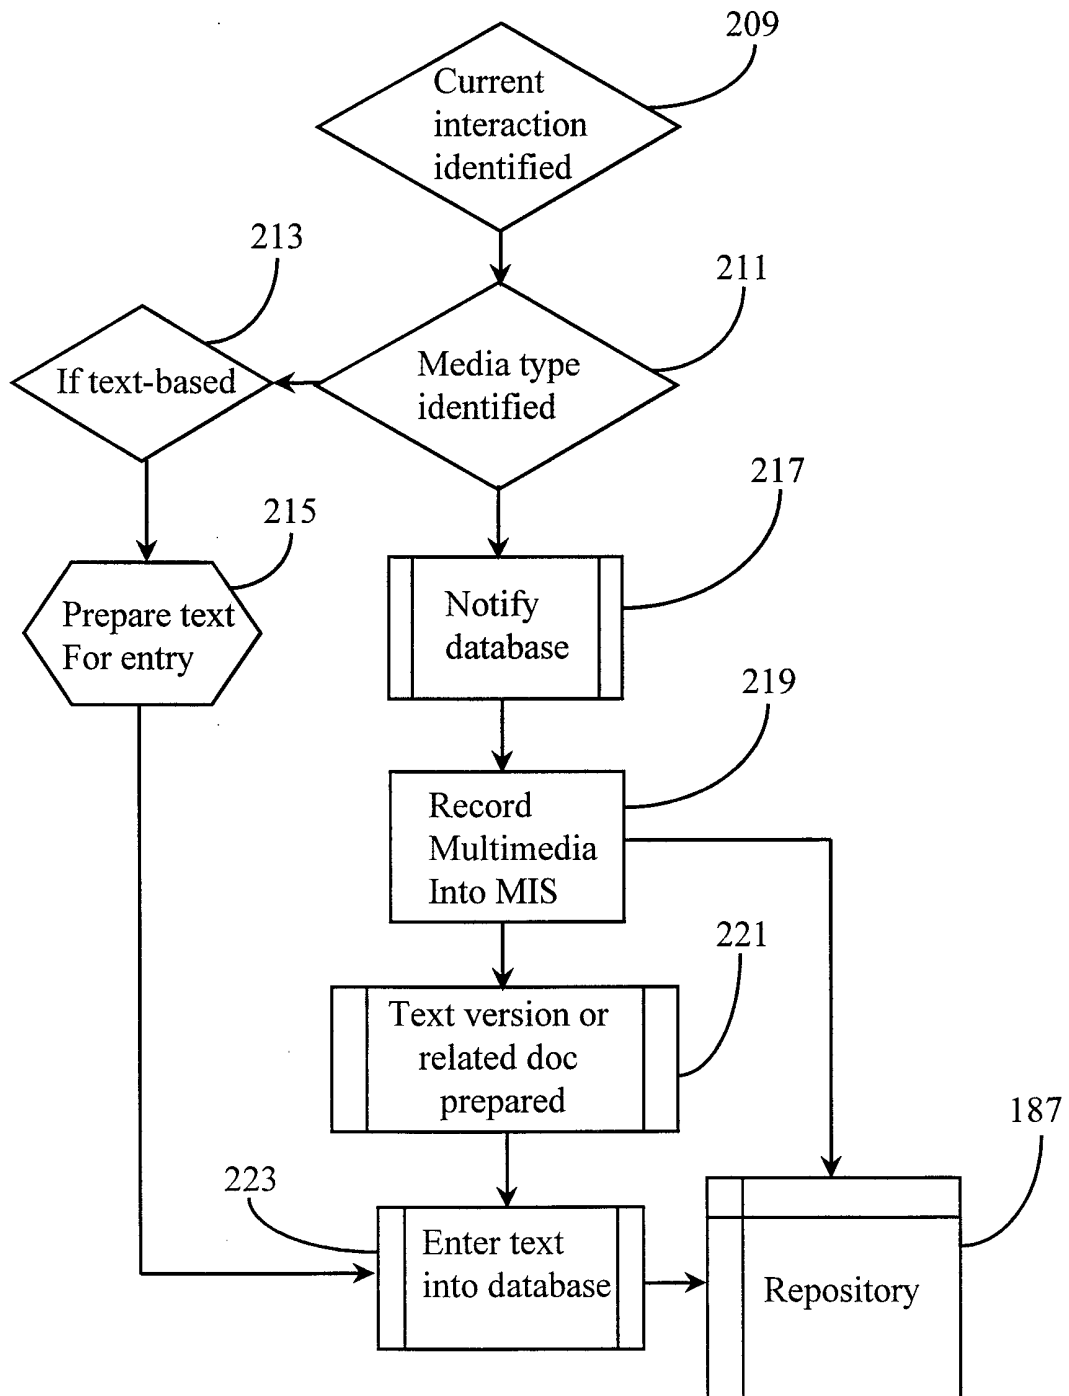 209
Current
interaction
identified
213
211
If text-based
Media type
identified
217
215
Prepare text
For entry
Notify
database
219
Record
Multimedia
Into MIS
221
Text version or
related doc
prepared
187
223
Enter text
into database
Repository